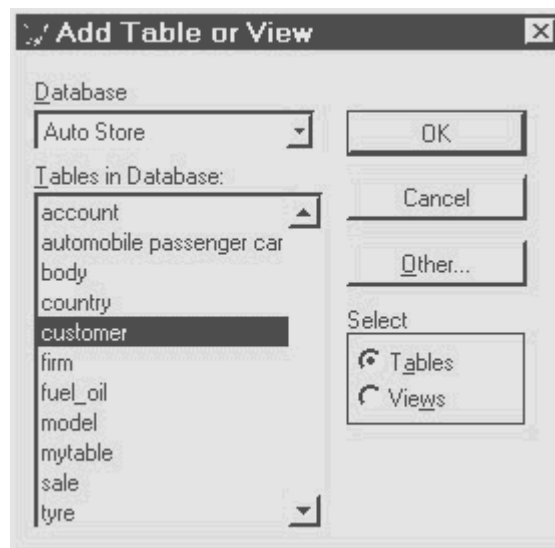 Add Table or View
Database
Auto Store
OK
Tables in Database:
Cancel
account
automobile passenger car
body
country
customer
firm
fuel_oil
model
mytable
sale
tyre
Other...
Select
Tables
Views